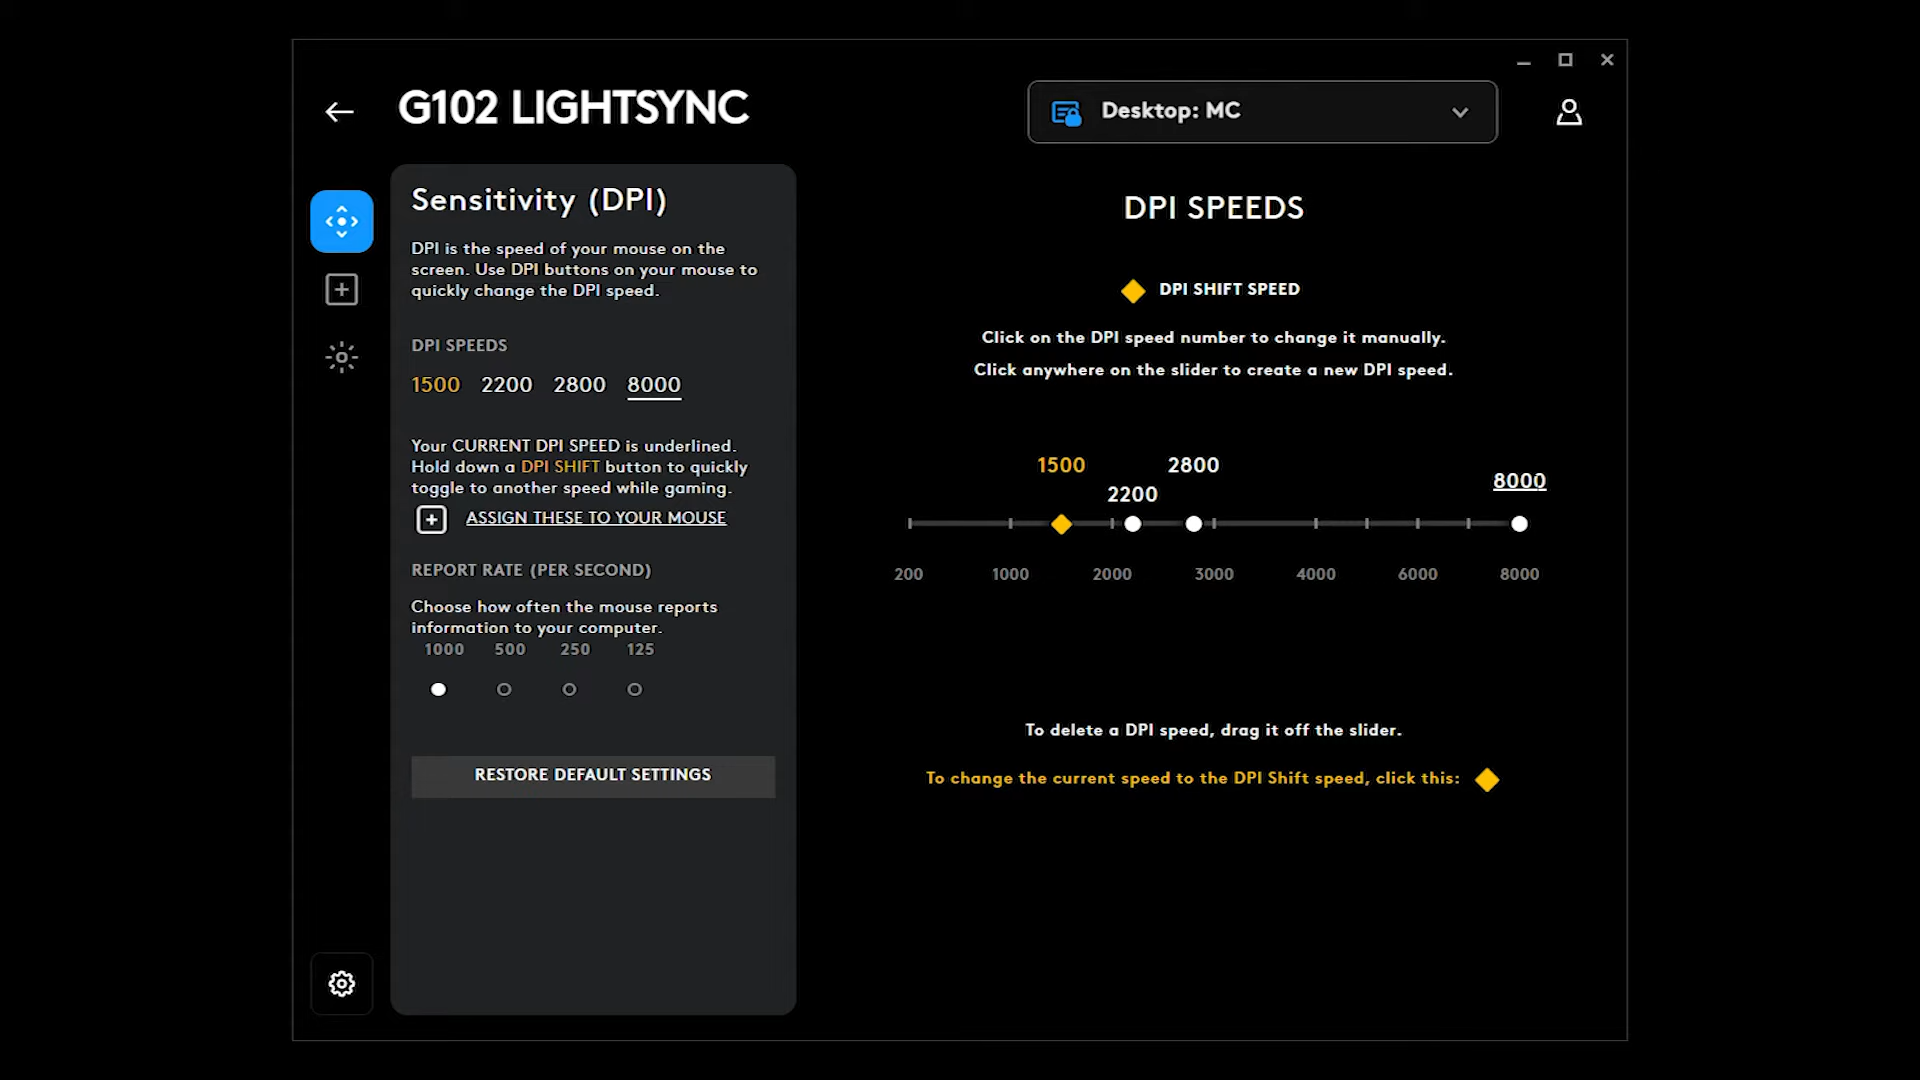 G102 LIGHTSYNC
Desktop: MC
Sensitivity (DPI)
DPI is the speed of your mouse on the
screen. Use DPI buttons on your mouse to
quickly change the DPI speed.
DPI SPEEDS
1500 2200 2800 8000
Your CURRENT DPI SPEED is underlined.
Hold down a DPI SHIFT button to quickly
toggle to another speed while gaming.
ASSIGN THESE TO YOUR MOUSE
REPORT RATE (PER SECOND)
Choose how often the mouse reports
information to your computer.
1000 500 250 125
RESTORE DEFAULT SETTINGS
DPI SPEEDS
DPI SHIFT SPEED
Click on the DPI speed number to change it manually.
Click anywhere on the slider to create a new DPI speed.
1500 2800
8000
2200
200 1000 2000 3000 4000 6000 8000
To delete a DPI speed, drag it off the slider.
To change the current speed to the DPI Shift speed, click this: